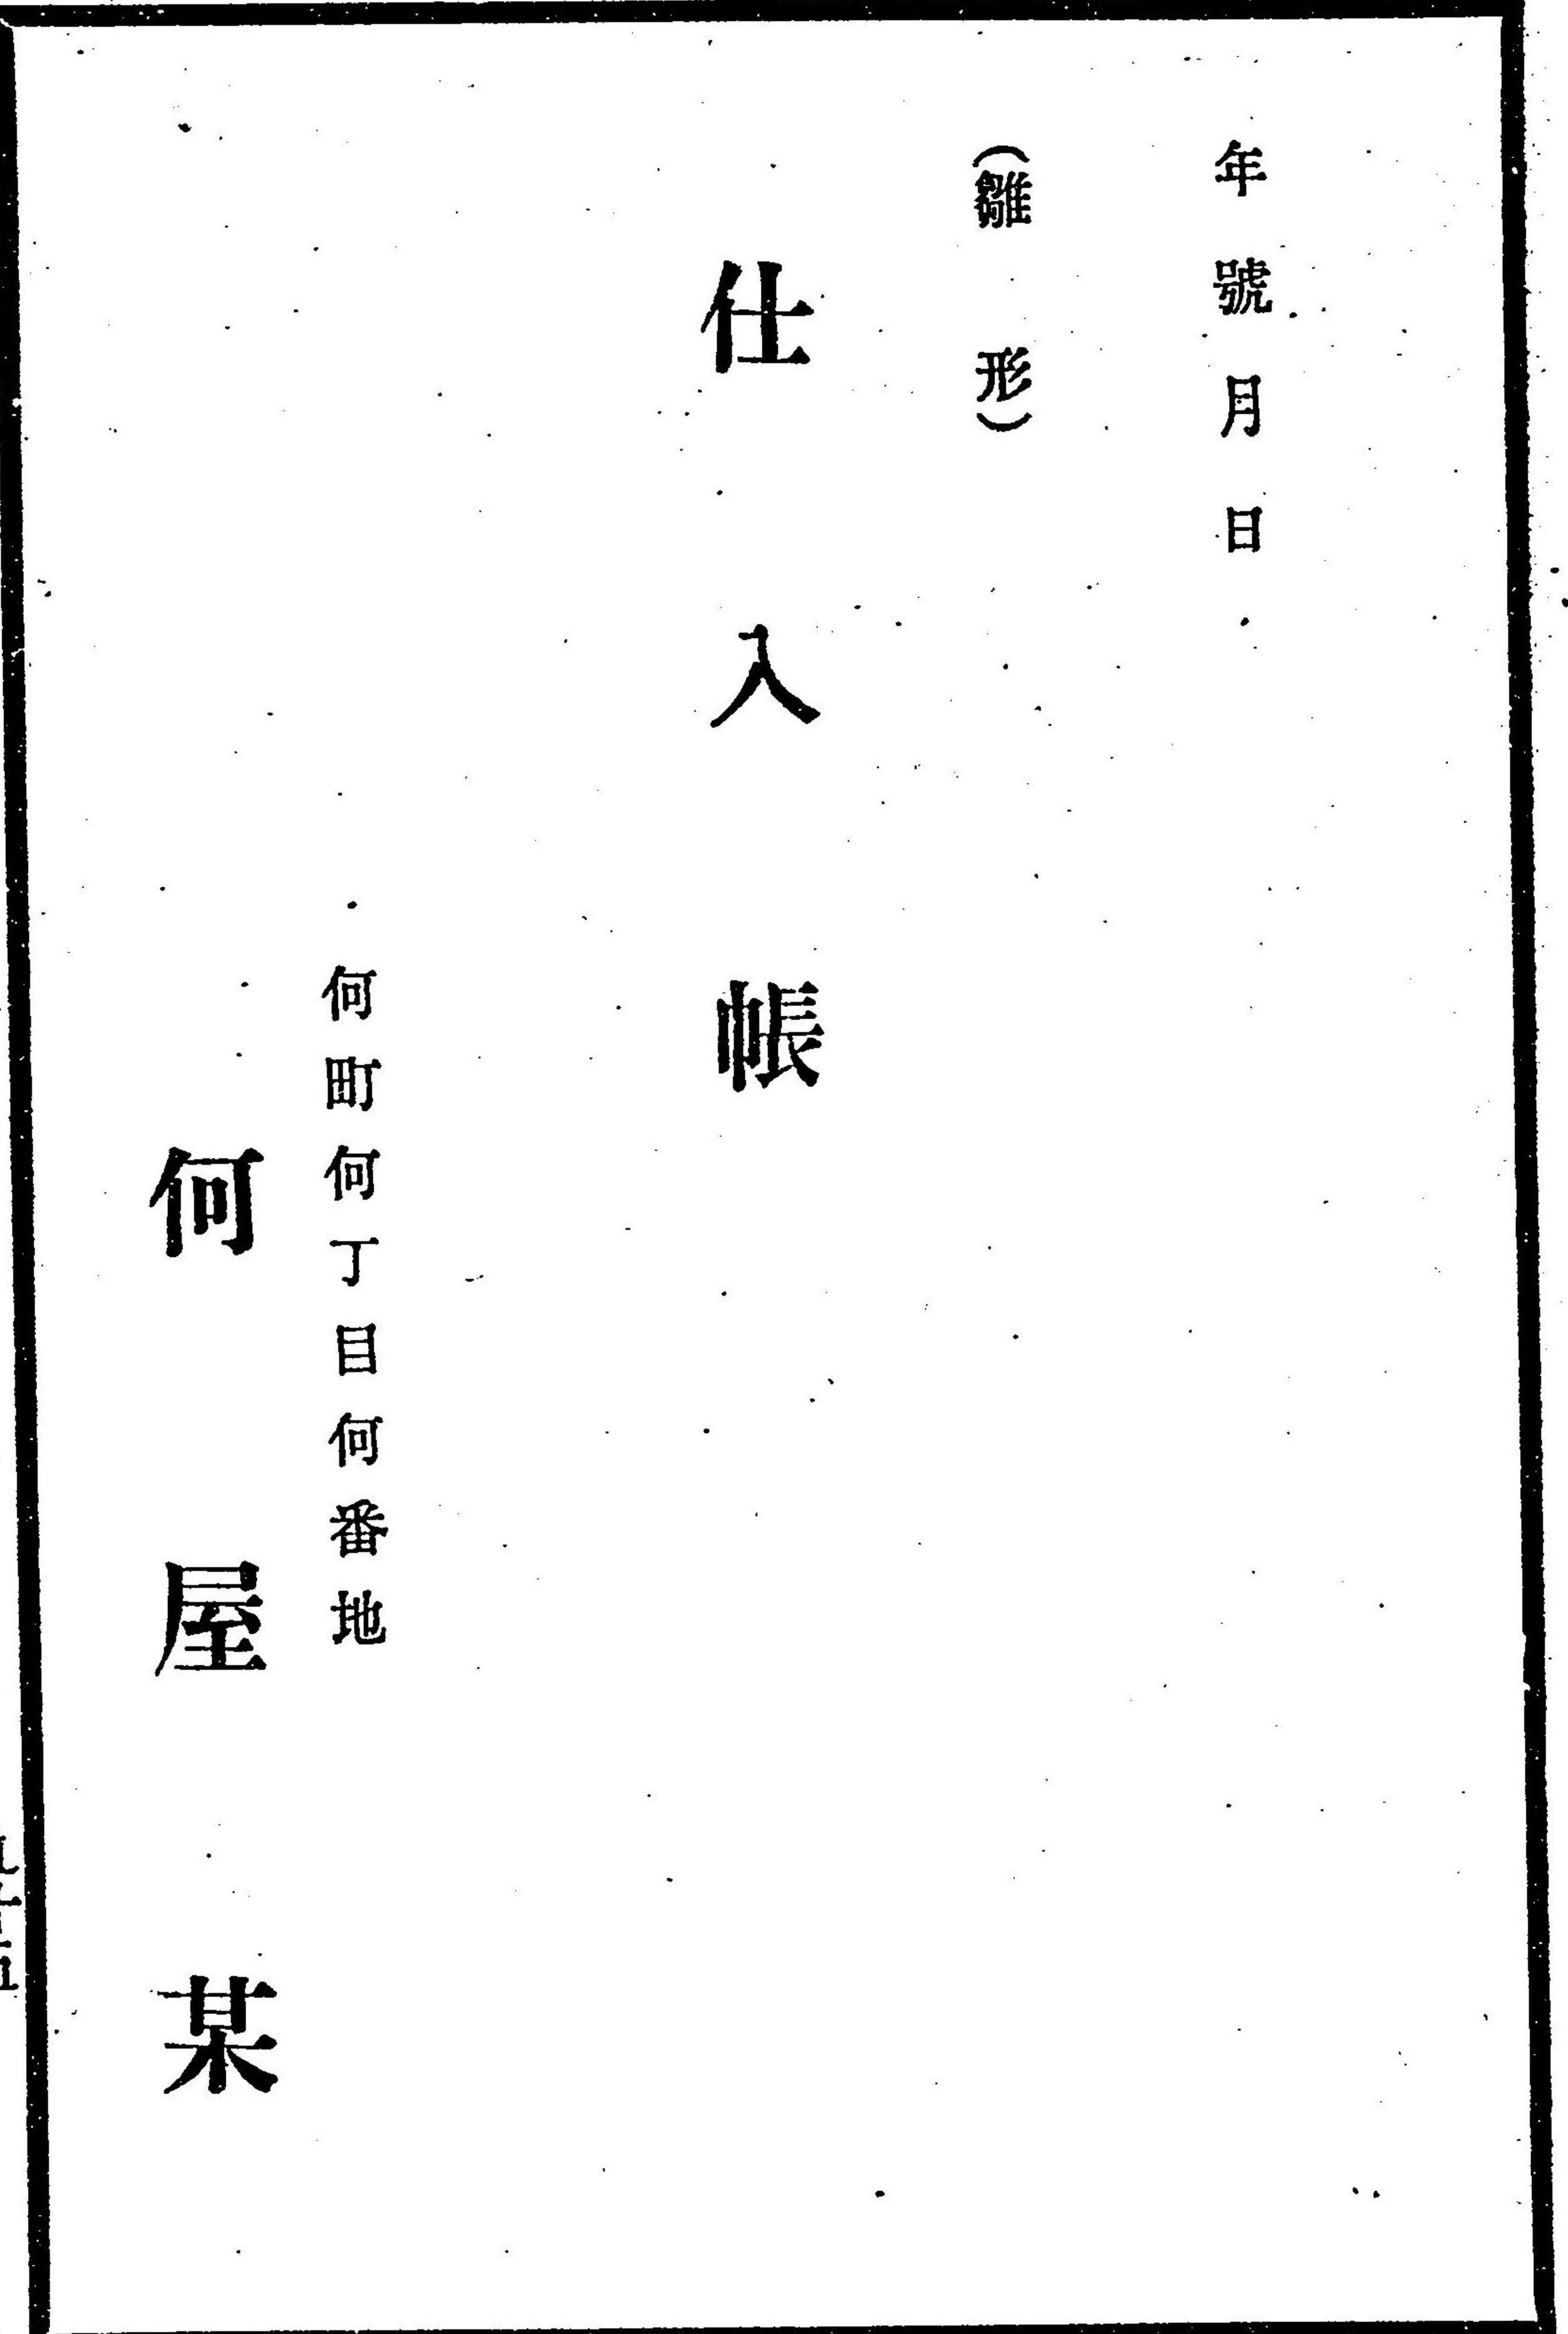 年號月日
(雛形)
仕入帳
何町何丁目何番地
何屋某